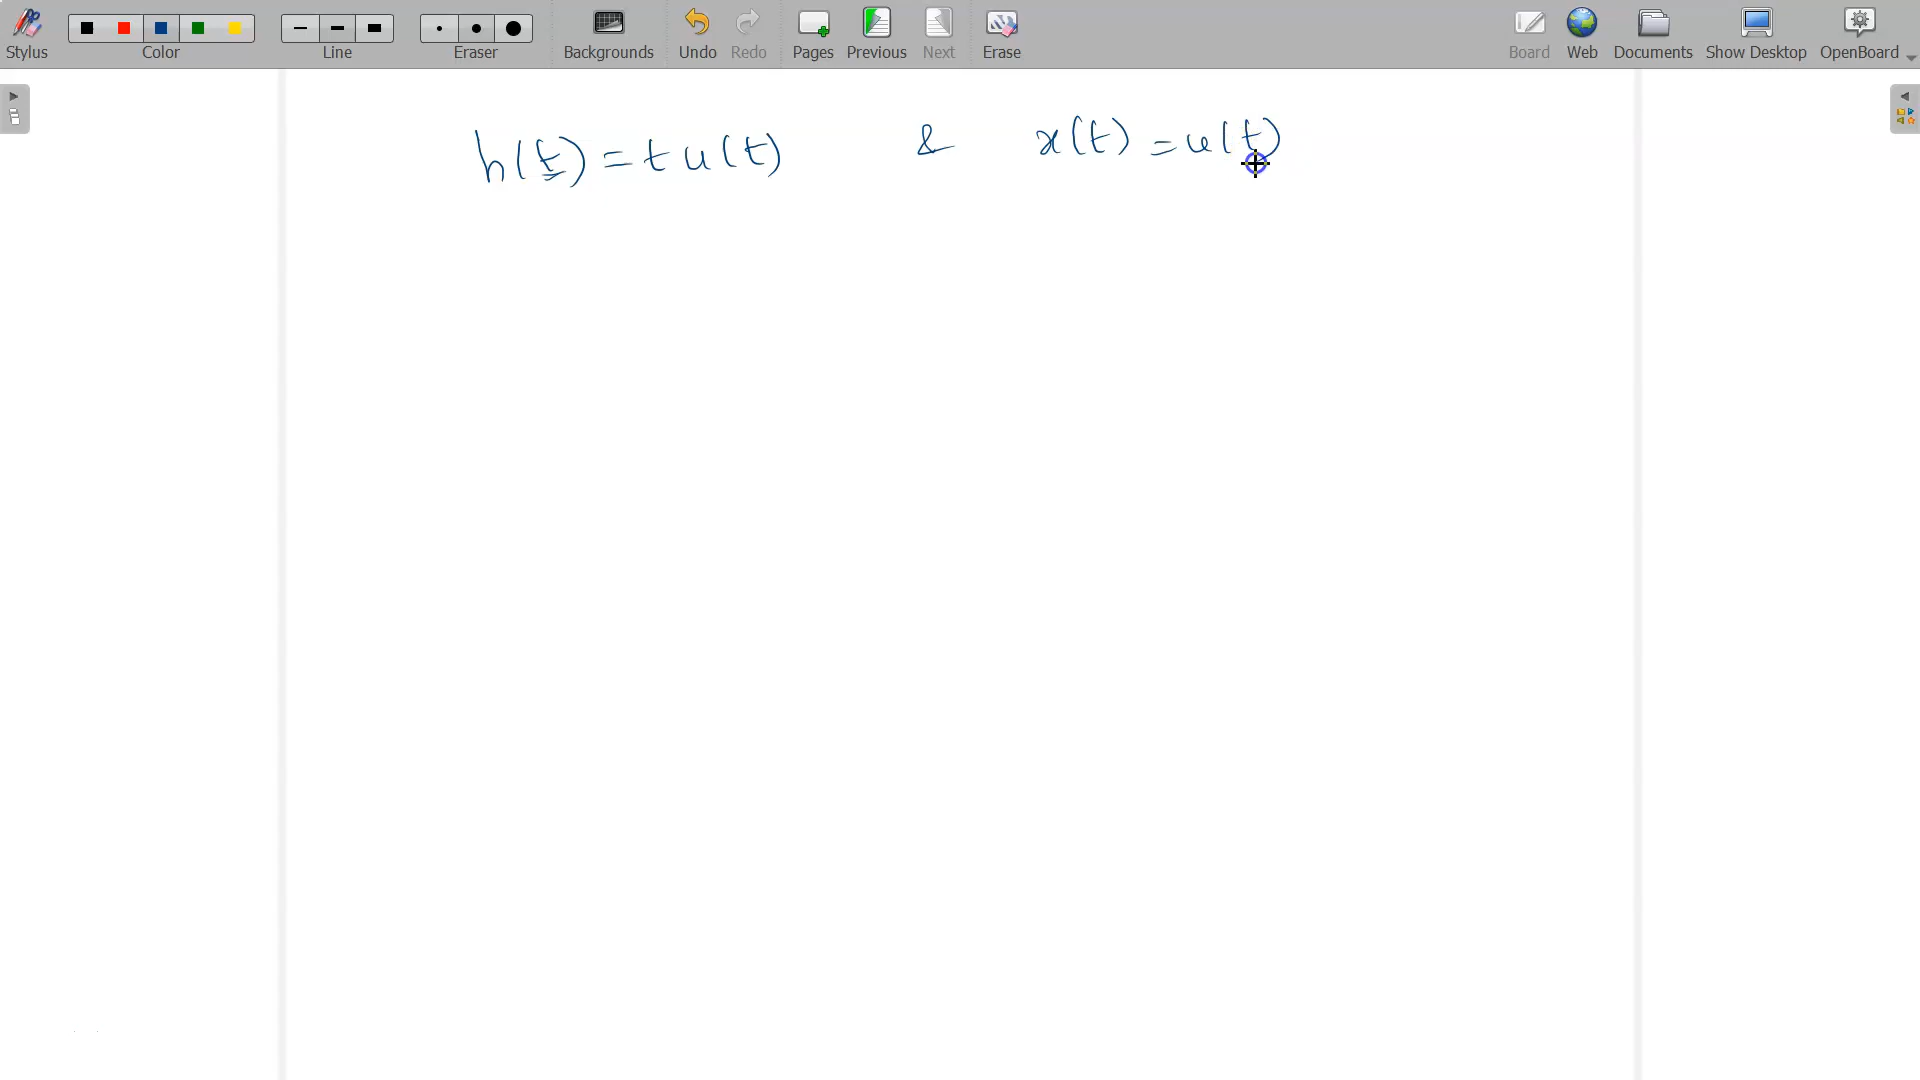 Stylus Color Line Eraser Backgrounds Undo Redo Pages Previous Next Erase Board Web Documents Show Desktop OpenBoard
h(t) = t u(t) & x(t) = u(t)